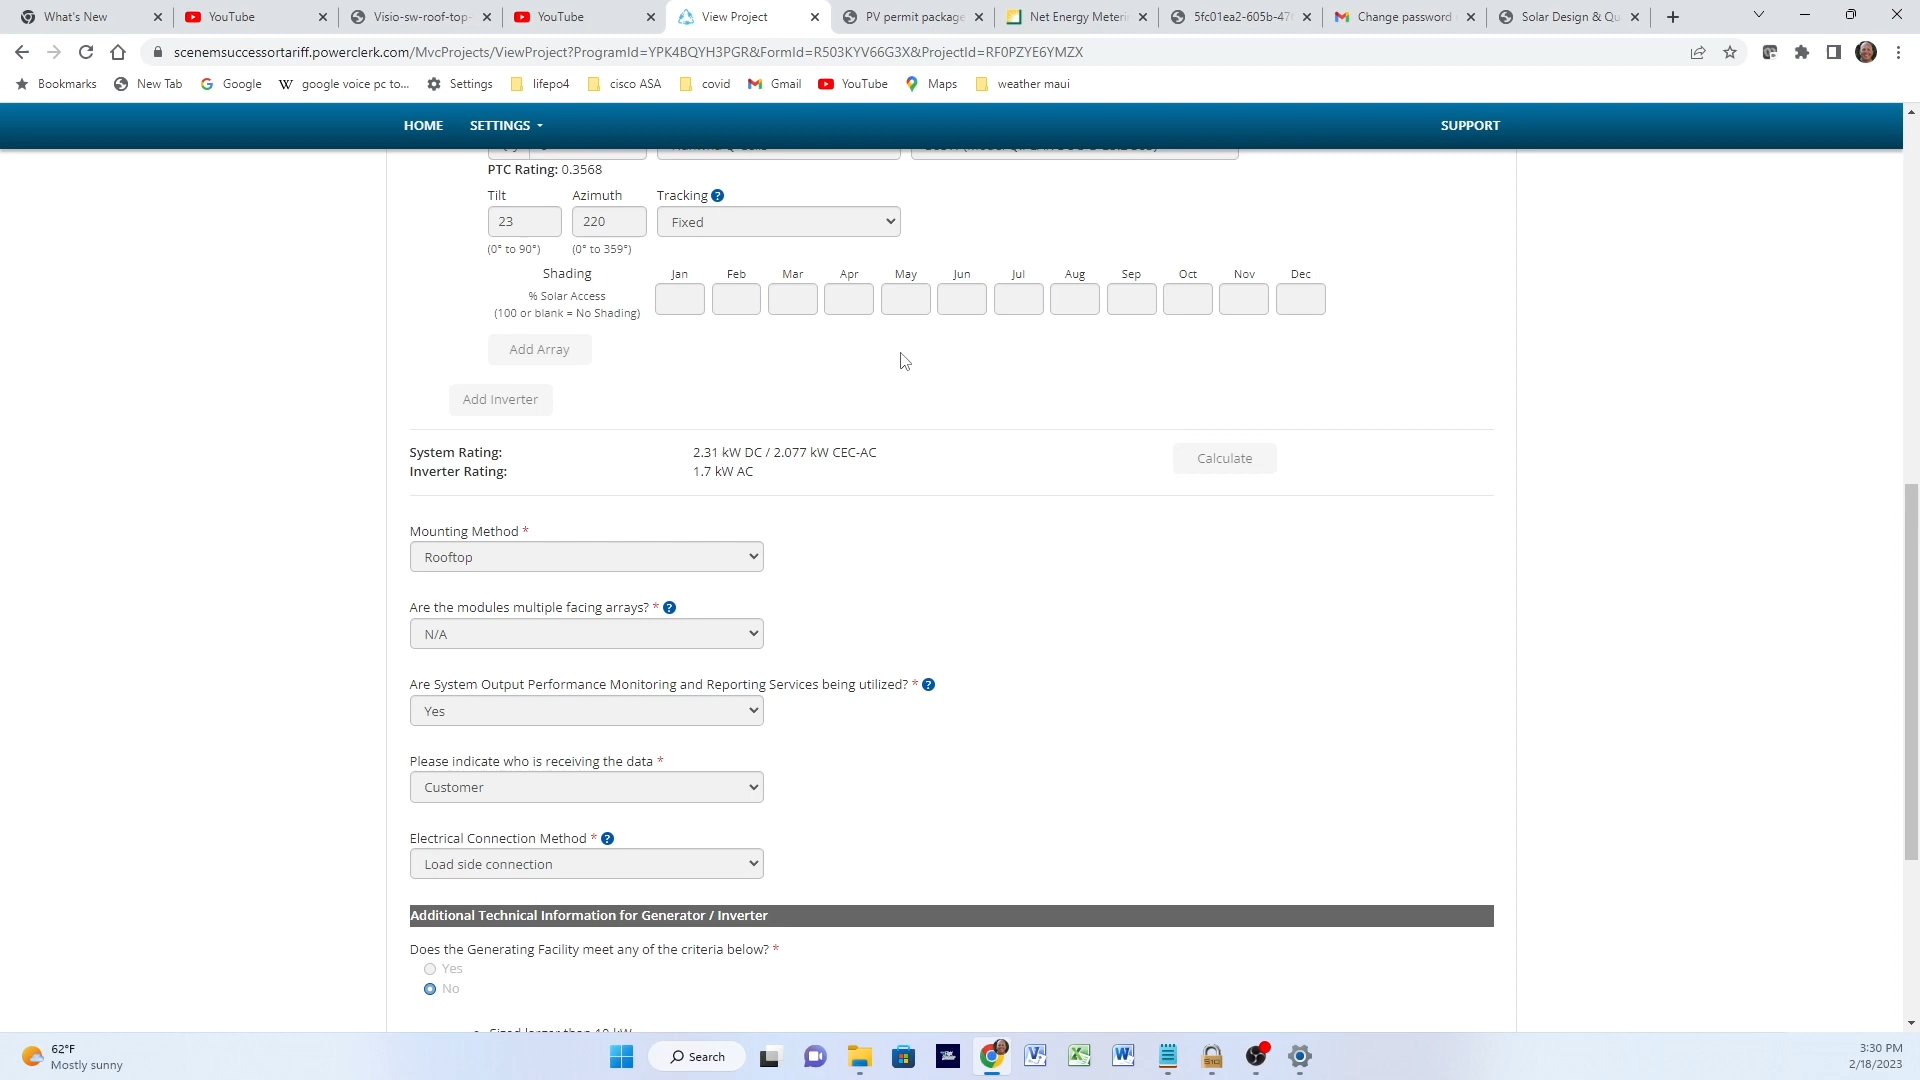 What's New
YouTube
Visio-sw-roof-top-
YouTube
View Project
PV permit package
Net Energy Meterin
5fc01ea2-605b-47f
Change password
Solar Design & Qu
scenemsuccessortariff.powerclerk.com/MvcProjects/ViewProject?ProgramId=YPK4BQYH3PGR&FormId=R503KYV66G3X&ProjectId=RF0PZYE6YMZX
Bookmarks
New Tab
Google
google voice pc to...
Settings
lifepo4
cisco ASA
covid
Gmail
YouTube
Maps
weather maui
HOME
SETTINGS
SUPPORT
PTC Rating: 0.3568
Tilt
Azimuth
Tracking
23
220
Fixed
(0° to 90°)
(0° to 359°)
Shading
Jan
Feb
Mar
Apr
May
Jun
Jul
Aug
Sep
Oct
Nov
Dec
% Solar Access
(100 or blank = No Shading)
Add Array
Add Inverter
System Rating:
2.31 kW DC / 2.077 kW CEC-AC
Calculate
Inverter Rating:
1.7 kW AC
Mounting Method *
Rooftop
Are the modules multiple facing arrays? *
N/A
Are System Output Performance Monitoring and Reporting Services being utilized? *
Yes
Please indicate who is receiving the data *
Customer
Electrical Connection Method *
Load side connection
Additional Technical Information for Generator / Inverter
Does the Generating Facility meet any of the criteria below? *
Yes
No
Sized larger than 10 kW
62°F
Mostly sunny
Search
3:30 PM
2/18/2023